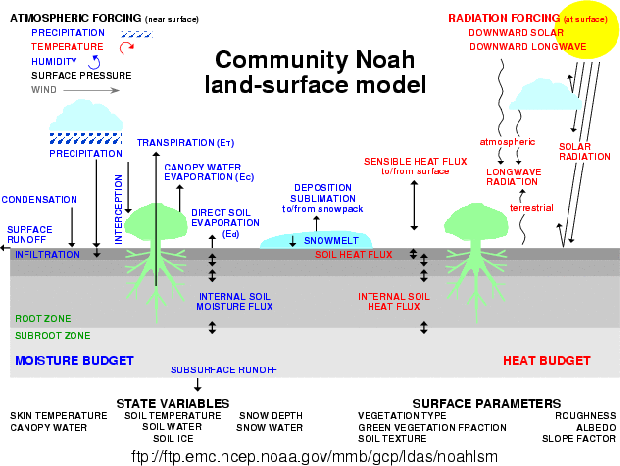 ATMOSPHERIC FORCING (near surface)
PRECIPITATION
TEMPERATURE
HUMIDITY
SURFACE PRESSURE
WIND
RADIATION FORCING (at surface)
DOWNWARD SOLAR
DOWNWARD LONGWAVE
Community Noah
land-surface model
PRECIPITATION
TRANSPIRATION (ET)
CANOPY WATER
EVAPORATION (Ec)
INTERCEPTION
CONDENSATION
DIRECT SOIL
EVAPORATION
(Ed)
DEPOSITION
SUBLIMATION
to/from snowpack
SENSIBLE HEAT FLUX
to/from surface
atmospheric
LONGWAVE
RADIATION
terrestrial
SOLAR
RADIATION
SURFACE
RUNOFF
INFILTRATION
SNOWMELT
SOIL HEAT FLUX
INTERNAL SOIL
MOISTURE FLUX
INTERNAL SOIL
HEAT FLUX
ROOT ZONE
SUBROOT ZONE
MOISTURE BUDGET
HEAT BUDGET
SUBSURFACE RUNOFF
STATE VARIABLES
SKIN TEMPERATURE
CANOPY WATER
SOIL TEMPERATURE
SOIL WATER
SOIL ICE
SNOW DEPTH
SNOW WATER
SURFACE PARAMETERS
VEGETATION TYPE
GREEN VEGETATION FFACTION
SOIL TEXTURE
ROUGHNESS
ALBEDO
SLOPE FACTOR
ftp://ftp.emc.ncep.noaa.gov/mmb/gcp/ldas/noahlsm